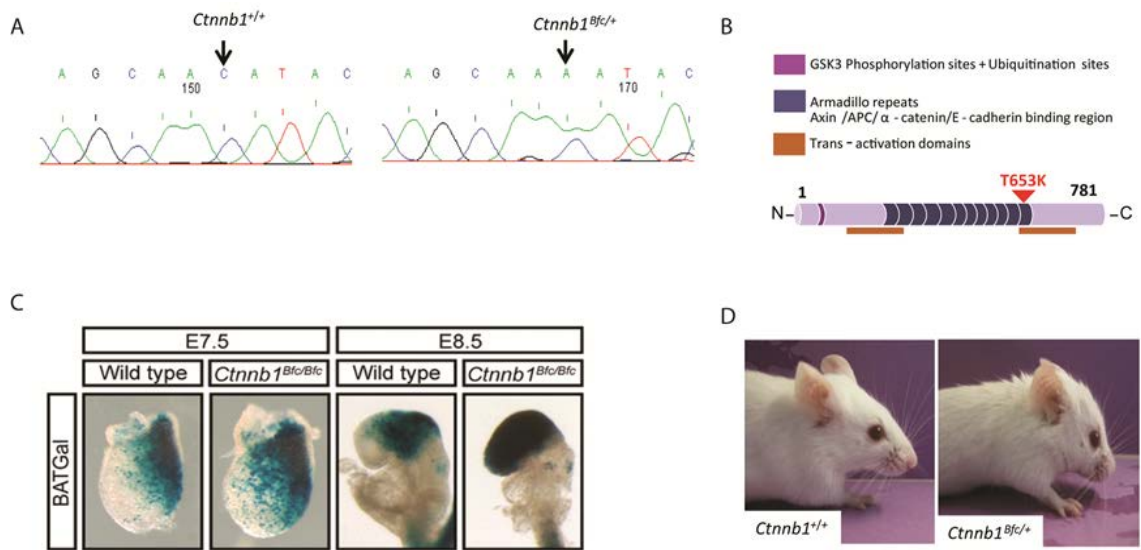 A
Ctnnb1+/+
Ctnnb1Bfc/+
A G C A A C A T A C
150
A G C A A A A T A C
170
B
GSK3 Phosphorylation sites + Ubiquitination sites
Armadillo repeats
Axin /APC/ α - catenin/E - cadherin binding region
Trans - activation domains
T653K
1
781
N
C
C
E7.5
E8.5
Wild type
Ctnnb1Bfc/Bfc
Wild type
Ctnnb1Bfc/Bfc
BATGal
D
Ctnnb1+/+
Ctnnb1Bfc/+